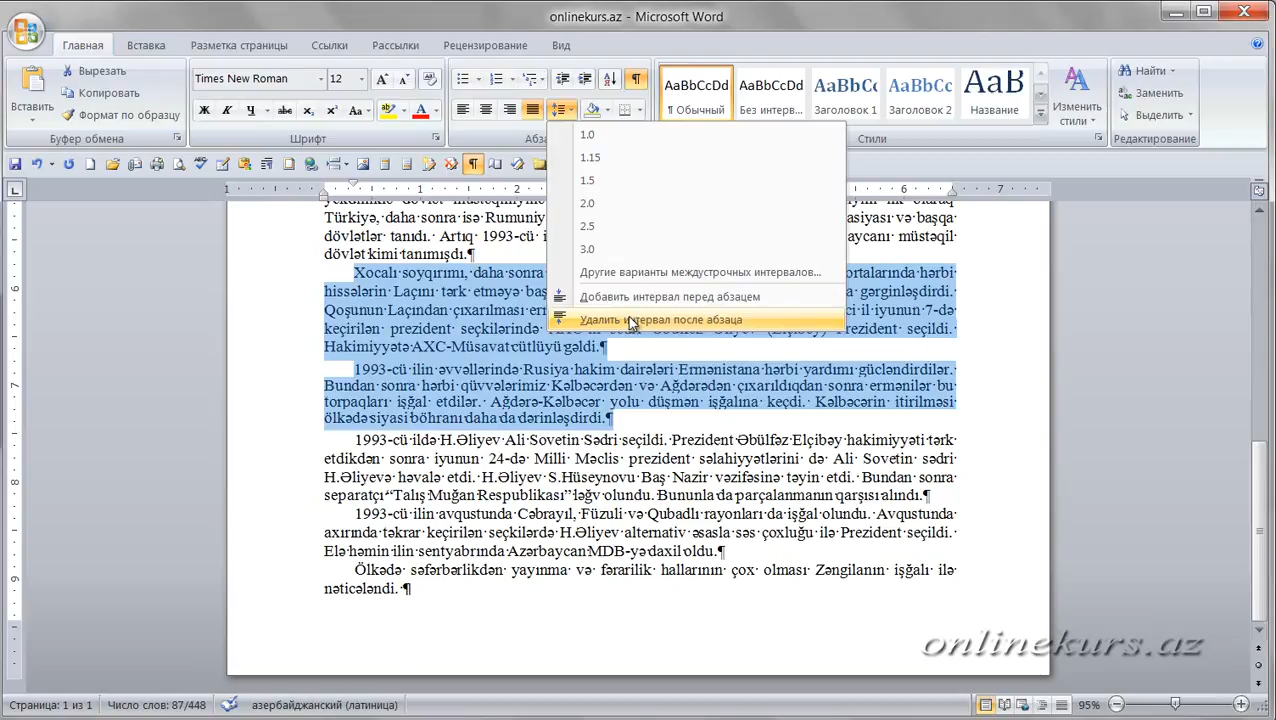 onlinekurs.az - Microsoft Word
Главная Вставка Разметка страницы Ссылки Рассылки Рецензирование Вид
Вставить
Вырезать
Копировать
Формат по образцу
Буфер обмена
Times New Roman 12
Шрифт
Абз
AaBbCcDd AaBbCcDd AaBbC AaBbCc AaB
¶ Обычный Без интерв... Заголовок 1 Заголовок 2 Название
Изменить стили
Стили
Найти
Заменить
Выделить
Редактирование
1.0
1.15
1.5
2.0
2.5
3.0
Другие варианты междустрочных интервалов...
Добавить интервал перед абзацем
Удалить интервал после абзаца
1 1 2 6 7
Türkiyə, daha sonra isə Rumuniy asiyası və başqa
dövlətlər tanıdı. Artıq 1993-cü i aycanı müstəqil
dövlət kimi tanımışdı.¶
Xocalı soyqırımı, daha sonra ortalarında hərbi
hissələrin Laçını tərk etməyə baş gərginləşdirdi.
Qoşunun Laçından çıxarılması erm ci il iyunun 7-də
keçirilən prezident seçkilərində Prezident seçildi.
Hakimiyyətə AXC-Müsavat cütlüyü gəldi.¶
1993-cü ilin əvvəllərində Rusiya hakim dairələri Ermənistana hərbi yardımı gücləndirdilər.
Bundan sonra hərbi qüvvələrimiz Kəlbəcərdən və Ağdərədən çıxarıldıqdan sonra ermənilər bu
torpaqları işğal etdilər. Ağdərə-Kəlbəcər yolu düşmən işğalına keçdi. Kəlbəcərin itirilməsi
ölkədə siyasi böhranı daha da dərinləşdirdi.¶
1993-cü ildə H.Əliyev Ali Sovetin Sədri seçildi. Prezident Əbülfəz Elçibəy hakimiyyəti tərk
etdikdən sonra iyunun 24-də Milli Məclis prezident səlahiyyətlərini də Ali Sovetin sədri
H.Əliyevə həvalə etdi. H.Əliyev S.Hüseynovu Baş Nazir vəzifəsinə təyin etdi. Bundan sonra
separatçı “Talış Muğan Respublikası” ləğv olundu. Bununla da parçalanmanın qarşısı alındı.¶
1993-cü ilin avqustunda Cəbrayıl, Füzuli və Qubadlı rayonları da işğal olundu. Avqustunda
axırında təkrar keçirilən seçkilərdə H.Əliyev alternativ əsasla səs çoxluğu ilə Prezident seçildi.
Elə həmin ilin sentyabrında Azərbaycan MDB-yə daxil oldu.¶
Ölkədə səfərbərlikdən yayınma və fərarilik hallarının çox olması Zəngilanın işğalı ilə
nəticələndi. ¶
onlinekurs.az
Страница: 1 из 1 Число слов: 87/448 азербайджанский (латиница) 95%